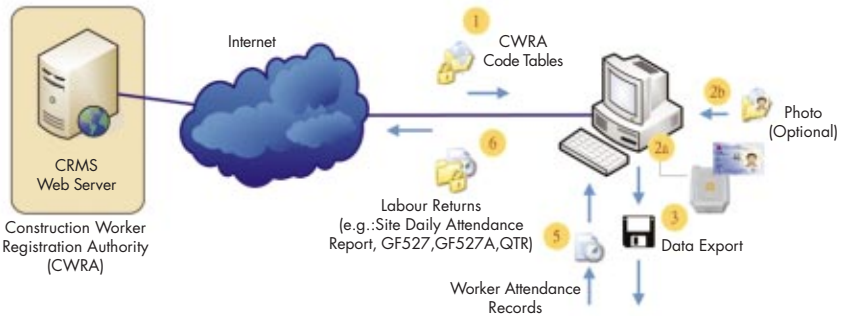 Internet
1
CWRA
Code Tables
2b
Photo
(Optional)
CRMS
Web Server
6
2a
Labour Returns
(e.g.:Site Daily Attendance
Report, GF527,GF527A,QTR)
5
3
Data Export
Construction Worker
Registration Authority
(CWRA)
Worker Attendance
Records